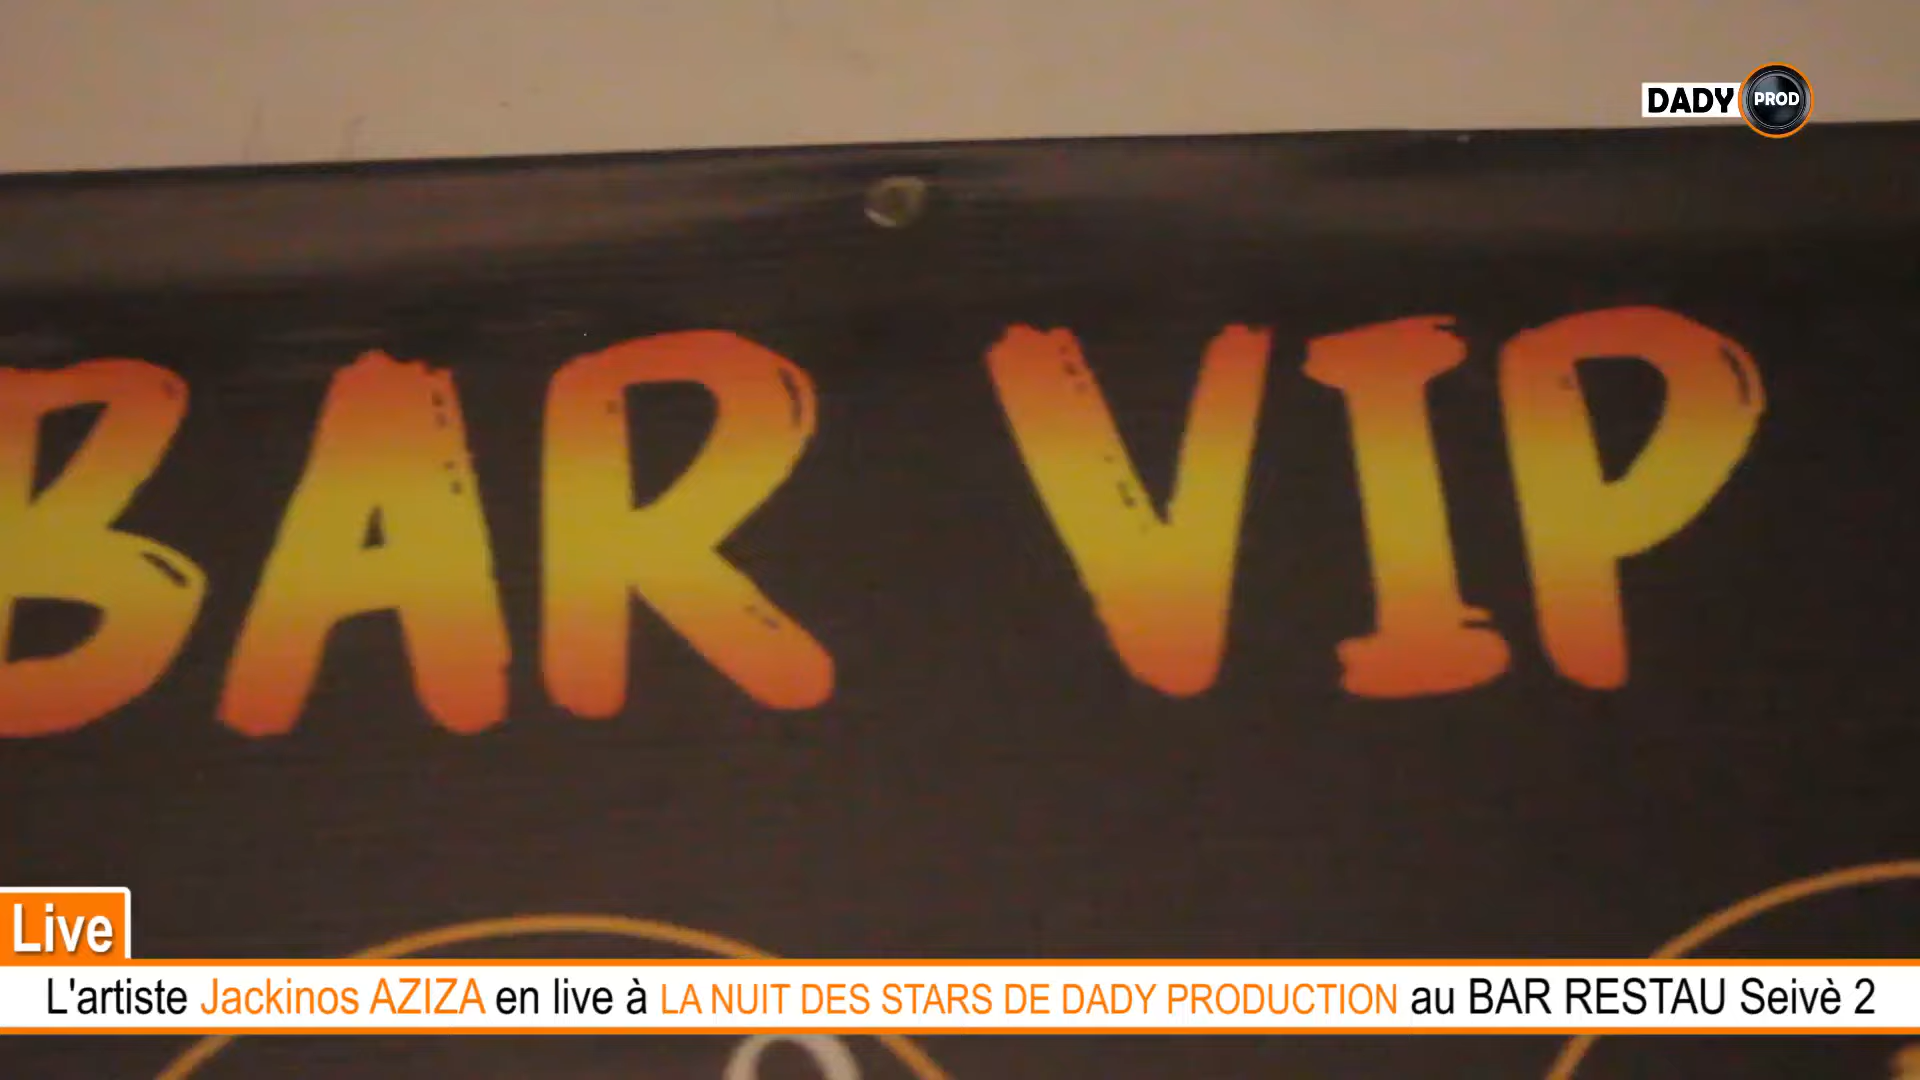 DADY PROD
BAR VIP
Live
L'artiste Jackinos AZIZA en live à LA NUIT DES STARS DE DADY PRODUCTION au BAR RESTAU Seivè 2